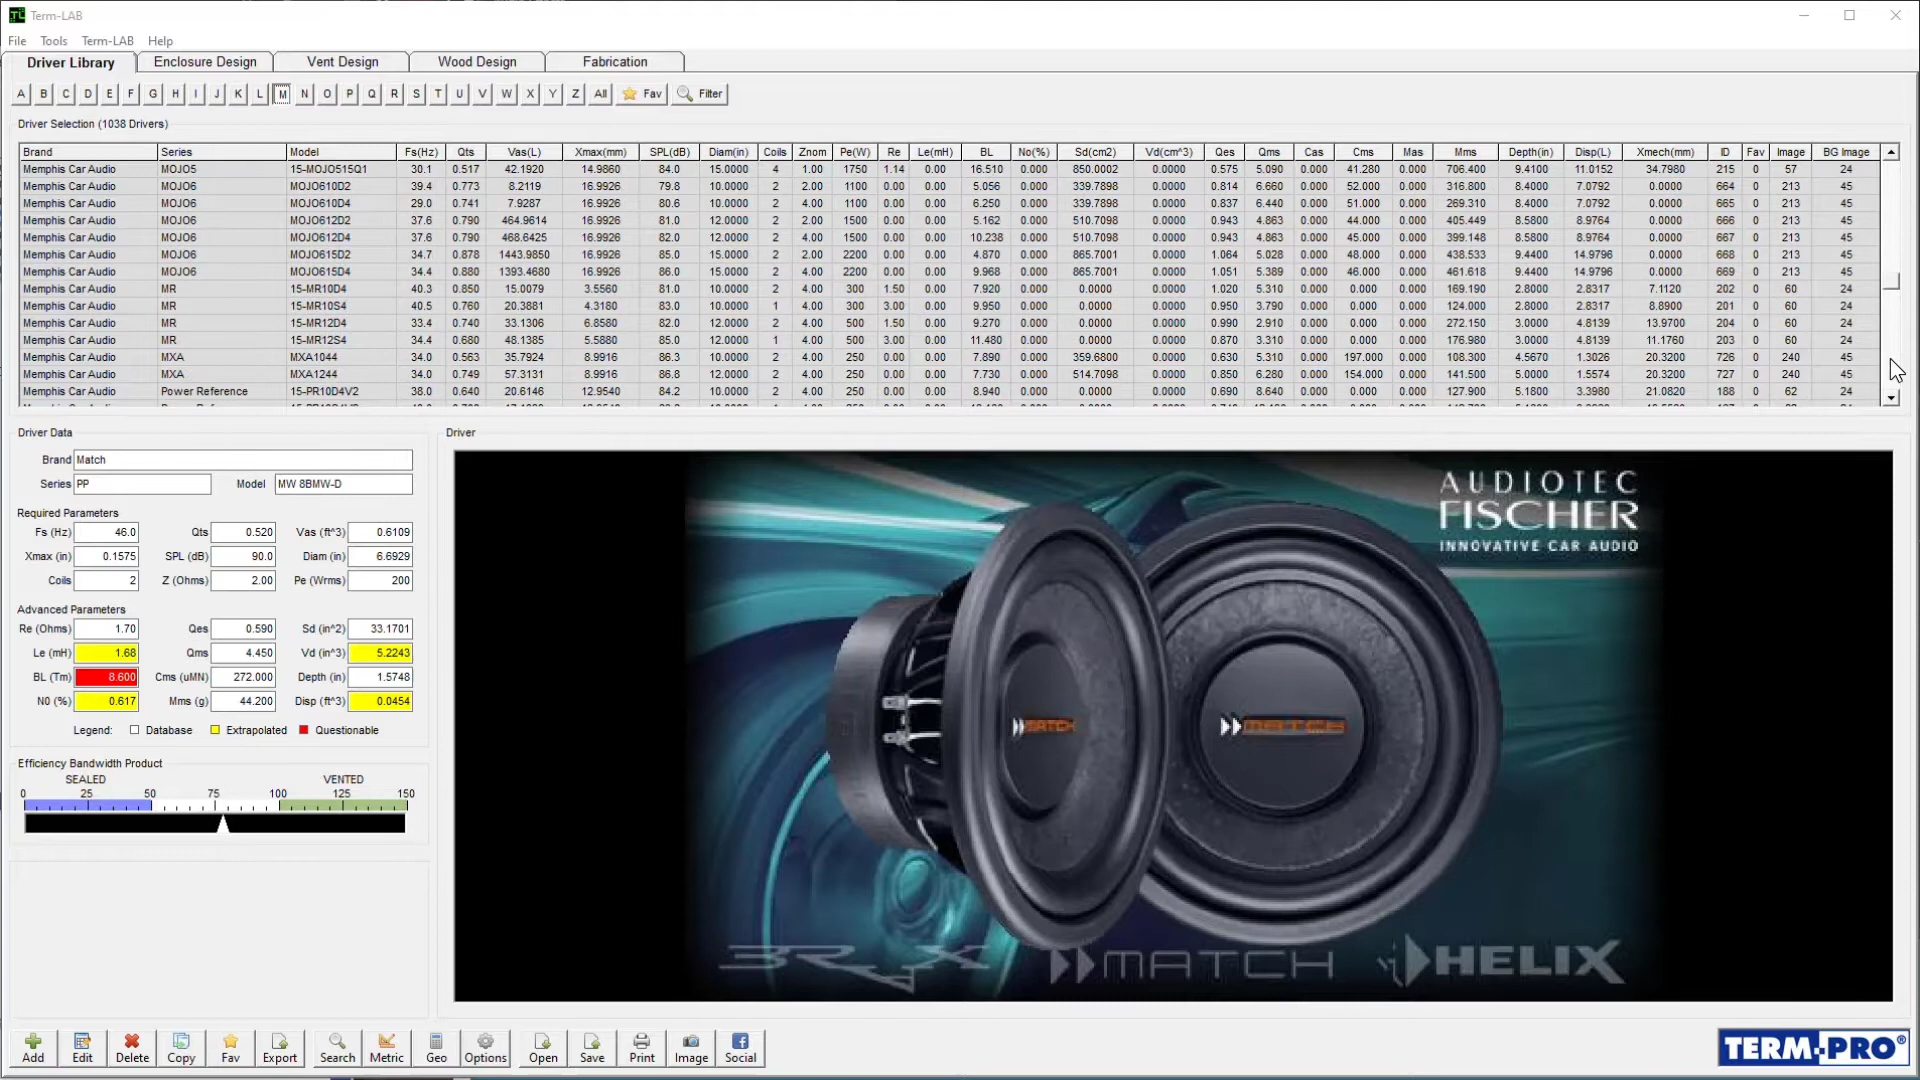 Term-LAB
File Tools Term-LAB Help
Driver Library Enclosure Design Vent Design Wood Design Fabrication
A B C D E F G H I J K L M N O P Q R S T U V W X Y Z All Fav Filter
Driver Selection (1038 Drivers)
Brand Series Model Fs(Hz) Qts Vas(L) Xmax(mm) SPL(dB) Diam(in) Coils Znom Pe(W) Re Le(mH) BL No(%) Sd(cm2) Vd(cm^3) Qes Qms Cas Cms Mas Mms Depth(in) Disp(L) Xmech(mm) ID Fav Image BG Image
Memphis Car Audio MOJO5 15-MOJO515Q1 30.1 0.517 42.1920 14.9860 84.0 15.0000 4 1.00 1750 1.14 0.00 16.510 0.000 850.0002 0.0000 0.575 5.090 0.000 41.280 0.000 706.400 9.4100 11.0152 34.7980 215 0 57 24
Memphis Car Audio MOJO6 MOJO610D2 39.4 0.773 8.2119 16.9926 79.8 10.0000 2 2.00 1100 0.00 0.00 5.056 0.000 339.7898 0.0000 0.814 6.660 0.000 52.000 0.000 316.800 8.4000 7.0792 0.0000 664 0 213 45
Memphis Car Audio MOJO6 MOJO610D4 29.0 0.741 7.9287 16.9926 80.6 10.0000 2 4.00 1100 0.00 0.00 6.250 0.000 339.7898 0.0000 0.837 6.440 0.000 51.000 0.000 269.310 8.4000 7.0792 0.0000 665 0 213 45
Memphis Car Audio MOJO6 MOJO612D2 37.6 0.790 464.9614 16.9926 81.0 12.0000 2 2.00 1500 0.00 0.00 5.162 0.000 510.7098 0.0000 0.943 4.863 0.000 44.000 0.000 405.449 8.5800 8.9764 0.0000 666 0 213 45
Memphis Car Audio MOJO6 MOJO612D4 37.6 0.790 468.6425 16.9926 82.0 12.0000 2 4.00 1500 0.00 0.00 10.238 0.000 510.7098 0.0000 0.943 4.863 0.000 45.000 0.000 399.148 8.5800 8.9764 0.0000 667 0 213 45
Memphis Car Audio MOJO6 MOJO615D2 34.7 0.878 1443.9850 16.9926 85.0 15.0000 2 2.00 2200 0.00 0.00 4.870 0.000 865.7001 0.0000 1.064 5.028 0.000 48.000 0.000 438.533 9.4400 14.9796 0.0000 668 0 213 45
Memphis Car Audio MOJO6 MOJO615D4 34.4 0.880 1393.4680 16.9926 86.0 15.0000 2 4.00 2200 0.00 0.00 9.968 0.000 865.7001 0.0000 1.051 5.389 0.000 46.000 0.000 461.618 9.4400 14.9796 0.0000 669 0 213 45
Memphis Car Audio MR 15-MR10D4 40.3 0.850 15.0079 3.5560 81.0 10.0000 2 4.00 300 1.50 0.00 7.920 0.000 0.0000 0.0000 1.020 5.310 0.000 0.000 0.000 169.190 2.8000 2.8317 7.1120 202 0 60 24
Memphis Car Audio MR 15-MR10S4 40.5 0.760 20.3881 4.3180 83.0 10.0000 1 4.00 300 3.00 0.00 9.950 0.000 0.0000 0.0000 0.950 3.790 0.000 0.000 0.000 124.000 2.8000 2.8317 8.8900 201 0 60 24
Memphis Car Audio MR 15-MR12D4 33.4 0.740 33.1306 6.8580 82.0 12.0000 2 4.00 500 1.50 0.00 9.270 0.000 0.0000 0.0000 0.990 2.910 0.000 0.000 0.000 272.150 3.0000 4.8139 13.9700 204 0 60 24
Memphis Car Audio MR 15-MR12S4 34.4 0.680 48.1385 5.5880 85.0 12.0000 1 4.00 500 3.00 0.00 11.480 0.000 0.0000 0.0000 0.870 3.310 0.000 0.000 0.000 176.980 3.0000 4.8139 11.1760 203 0 60 24
Memphis Car Audio MXA MXA1044 34.0 0.563 35.7924 8.9916 86.3 10.0000 2 4.00 250 0.00 0.00 7.890 0.000 359.6800 0.0000 0.630 5.310 0.000 197.000 0.000 108.300 4.5670 1.3026 20.3200 726 0 240 45
Memphis Car Audio MXA MXA1244 34.0 0.749 57.3131 8.9916 86.8 12.0000 2 4.00 250 0.00 0.00 7.730 0.000 514.7098 0.0000 0.850 6.280 0.000 154.000 0.000 141.500 5.0000 1.5574 20.3200 727 0 240 45
Memphis Car Audio Power Reference 15-PR10D4V2 38.0 0.640 20.6146 12.9540 84.2 10.0000 2 4.00 250 0.00 0.00 8.940 0.000 0.0000 0.0000 0.690 8.640 0.000 0.000 0.000 127.900 5.1800 3.3980 21.0820 188 0 62 24
Driver Data
Driver
Brand Match
Series PP Model MW 8BMW-D
Required Parameters
Fs (Hz) 46.0 Qts 0.520 Vas (ft^3) 0.6109
Xmax (in) 0.1575 SPL (dB) 90.0 Diam (in) 6.6929
Coils 2 Z (Ohms) 2.00 Pe (Wrms) 200
Advanced Parameters
Re (Ohms) 1.70 Qes 0.590 Sd (in^2) 33.1701
Le (mH) 1.68 Qms 4.450 Vd (in^3) 5.2243
BL (Tm) 8.600 Cms (uMN) 272.000 Depth (in) 1.5748
N0 (%) 0.617 Mms (g) 44.200 Disp (ft^3) 0.0454
Legend: Database Extrapolated Questionable
Efficiency Bandwidth Product
SEALED VENTED
0 25 50 75 100 125 150
AUDIOTEC
FISCHER
INNOVATIVE CAR AUDIO
MATCH
MATCH
BRAX MATCH HELIX
Add Edit Delete Copy Fav Export Search Metric Geo Options Open Save Print Image Social
TERM-PRO®